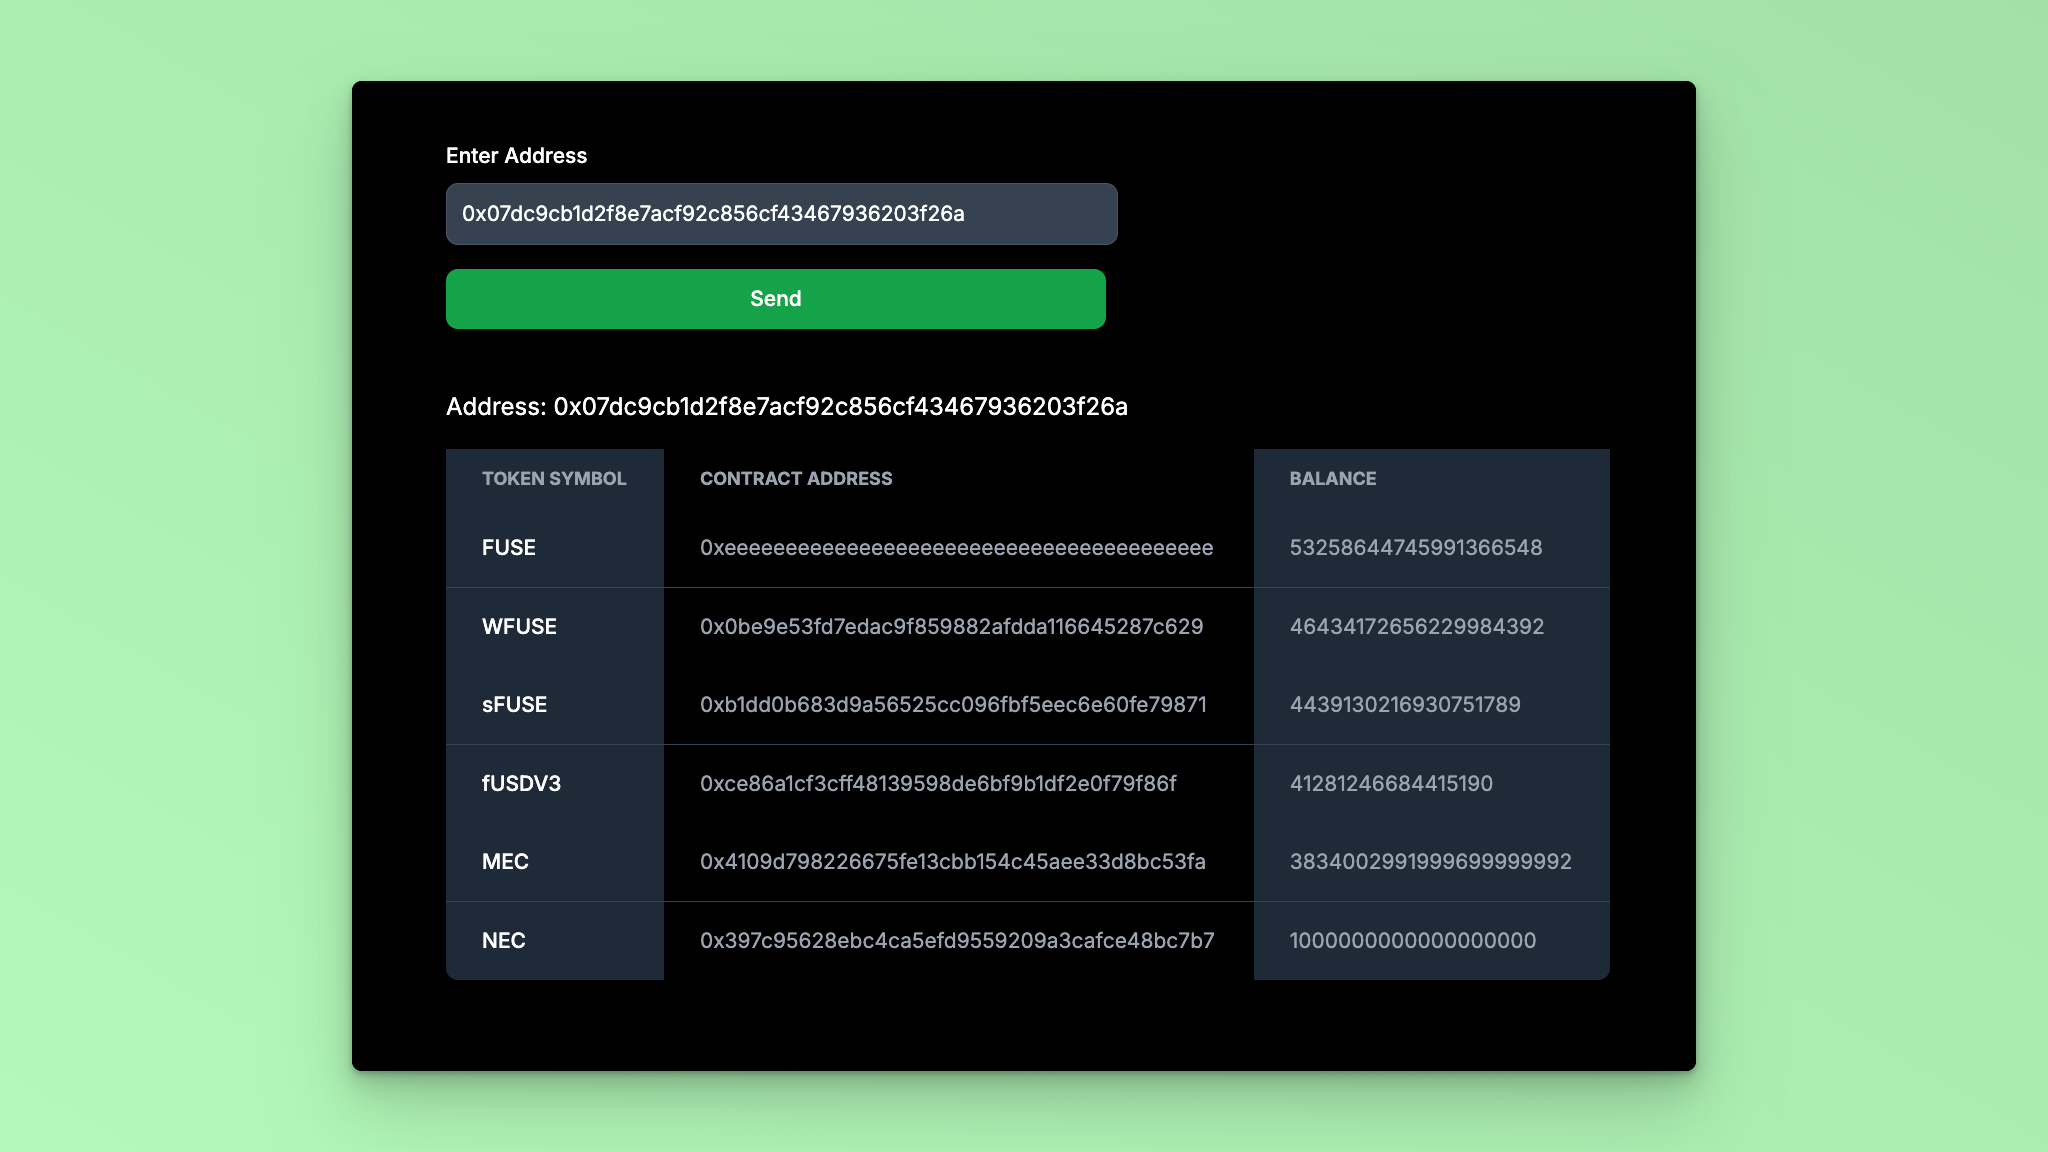 Enter Address
0x07dc9cb1d2f8e7acf92c856cf43467936203f26a
Send
Address: 0x07dc9cb1d2f8e7acf92c856cf43467936203f26a
TOKEN SYMBOL CONTRACT ADDRESS BALANCE
FUSE 0xeeeeeeeeeeeeeeeeeeeeeeeeeeeeeeeeeeeeeeee 53258644745991366548
WFUSE 0x0be9e53fd7edac9f859882afdda116645287c629 46434172656229984392
sFUSE 0xb1dd0b683d9a56525cc096fbf5eec6e60fe79871 4439130216930751789
fUSDV3 0xce86a1cf3cff48139598de6bf9b1df2e0f79f86f 41281246684415190
MEC 0x4109d798226675fe13cbb154c45aee33d8bc53fa 3834002991999699999992
NEC 0x397c95628ebc4ca5efd9559209a3cafce48bc7b7 1000000000000000000